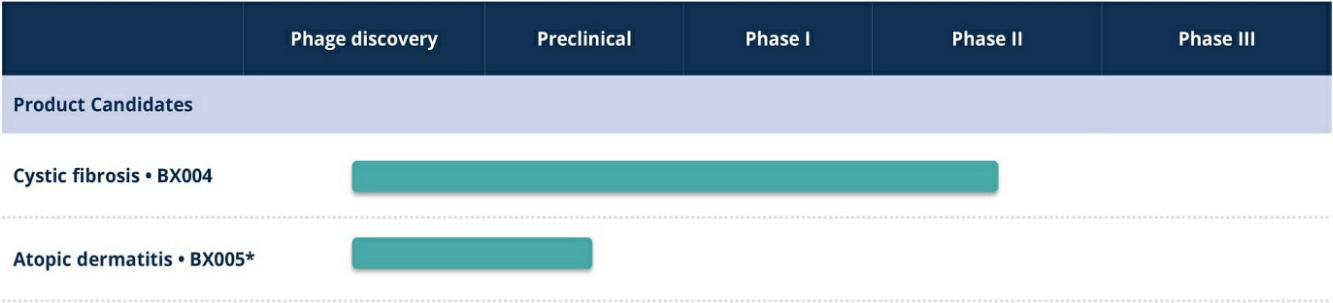 Phage discovery Preclinical Phase I Phase II Phase III
Product Candidates
Cystic fibrosis • BX004
Atopic dermatitis • BX005*